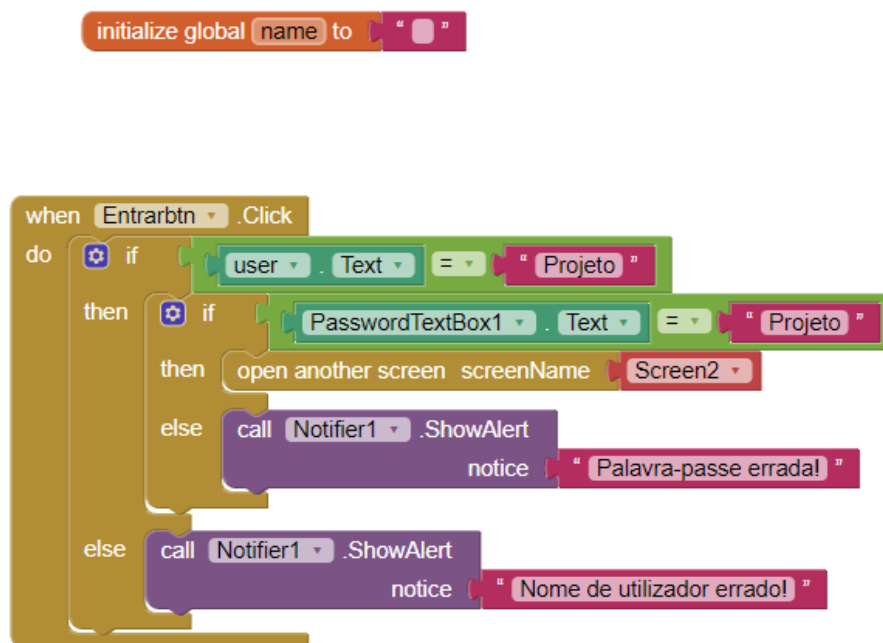 initialize global name to " "
when Entrarbtn .Click
do if user . Text = " Projeto "
then if PasswordTextBox1 . Text = " Projeto "
then open another screen screenName Screen2
else call Notifier1 .ShowAlert
notice " Palavra-passe errada! "
else call Notifier1 .ShowAlert
notice " Nome de utilizador errado! "